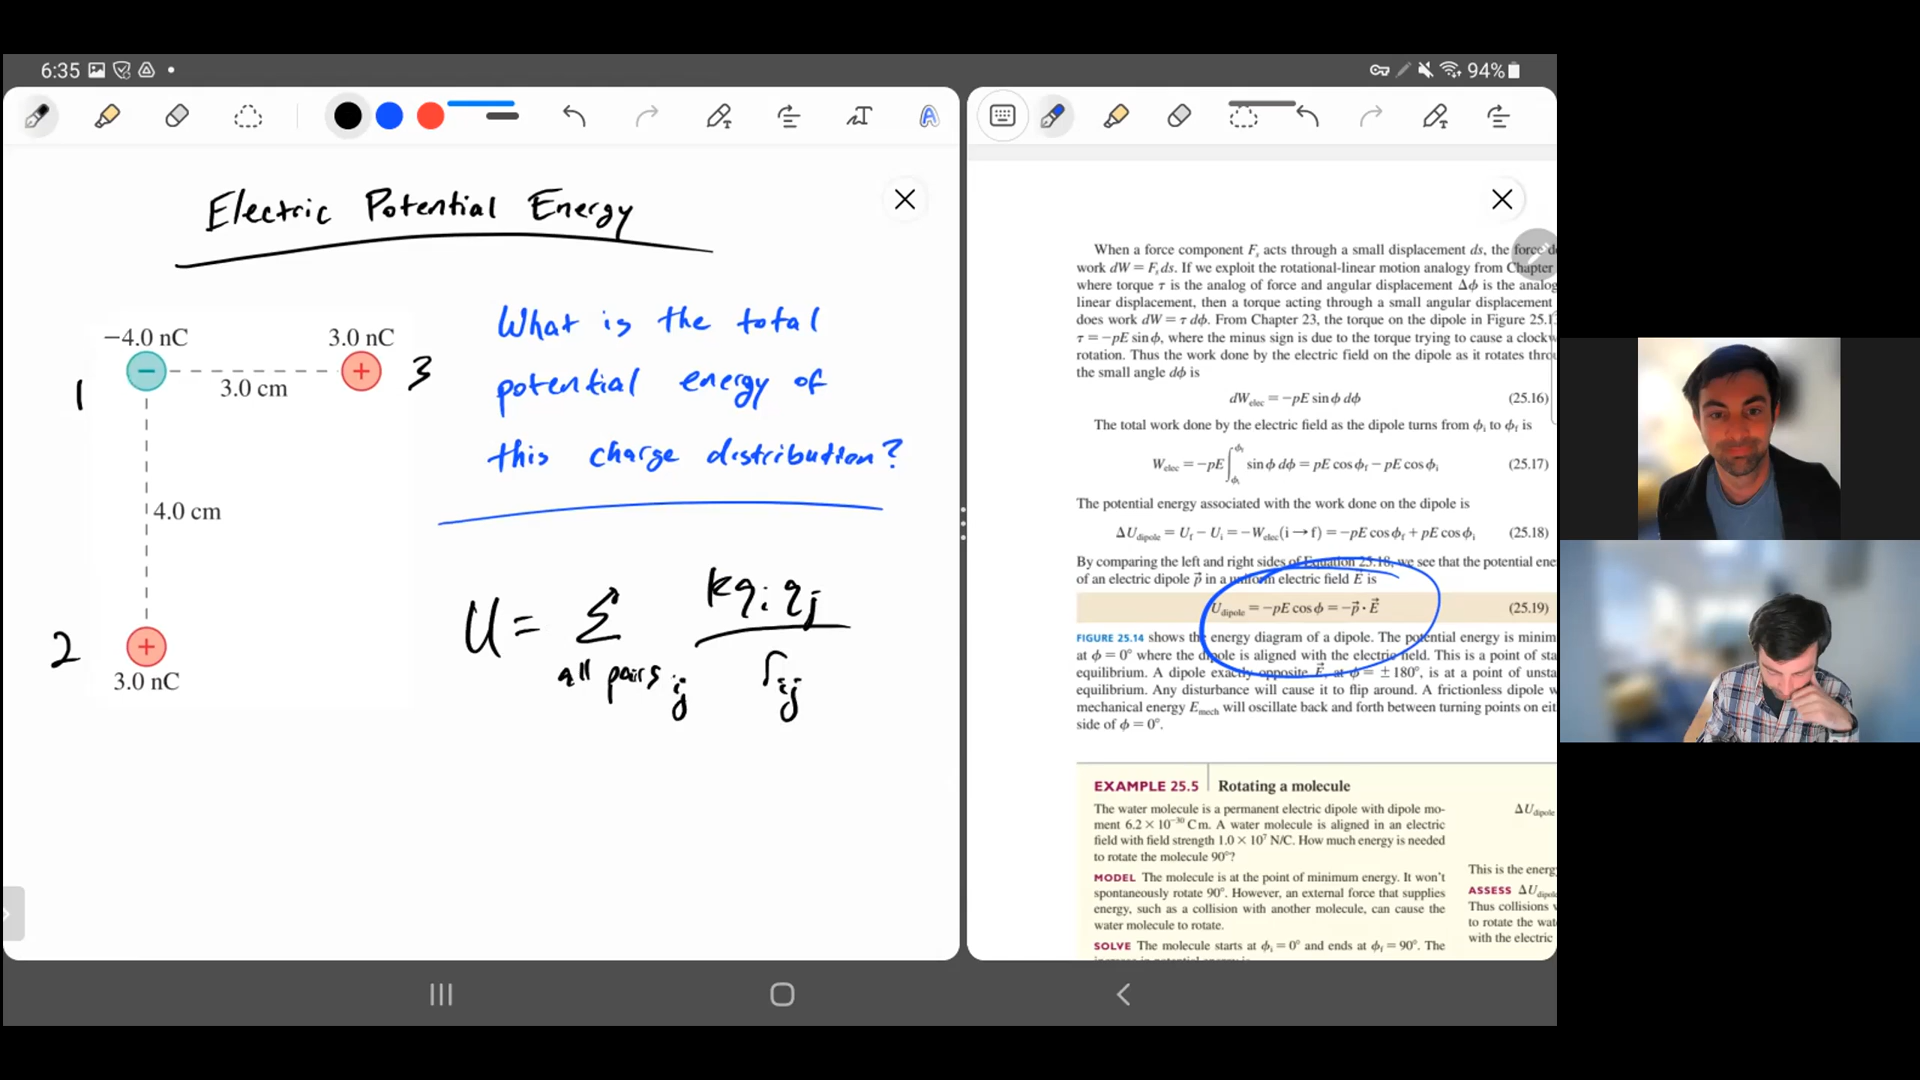 6:35
94%
Electric Potential Energy
−4.0 nC
3.0 nC
1
3.0 cm
3
4.0 cm
2
3.0 nC
What is the total
potential energy of
this charge distribution?
U = Σ kqᵢqⱼ / rᵢⱼ
all pairs ij
When a force component Fₛ acts through a small displacement ds, the force d
work dW = Fₛds. If we exploit the rotational-linear motion analogy from Chapter
where torque τ is the analog of force and angular displacement Δϕ is the analog
linear displacement, then a torque acting through a small angular displacement
does work dW = τ dϕ. From Chapter 23, the torque on the dipole in Figure 25.1
τ = −pE sin ϕ, where the minus sign is due to the torque trying to cause a clockw
rotation. Thus the work done by the electric field on the dipole as it rotates thro
the small angle dϕ is
dWelec = −pE sin ϕ dϕ (25.16)
The total work done by the electric field as the dipole turns from ϕi to ϕf is
Welec = −pE ∫ϕi ϕf sin ϕ dϕ = pE cos ϕf − pE cos ϕi (25.17)
The potential energy associated with the work done on the dipole is
ΔUdipole = Uf − Ui = −Welec(i → f) = −pE cos ϕf + pE cos ϕi (25.18)
By comparing the left and right sides of Equation 25.18, we see that the potential ene
of an electric dipole p⃗ in a uniform electric field E⃗ is
Udipole = −pE cos ϕ = −p⃗ · E⃗ (25.19)
FIGURE 25.14 shows the energy diagram of a dipole. The potential energy is minim
at ϕ = 0° where the dipole is aligned with the electric field. This is a point of sta
equilibrium. A dipole exactly opposite E⃗, at ϕ = ±180°, is at a point of unsta
equilibrium. Any disturbance will cause it to flip around. A frictionless dipole w
mechanical energy Emech will oscillate back and forth between turning points on eit
side of ϕ = 0°.
EXAMPLE 25.5 Rotating a molecule
The water molecule is a permanent electric dipole with dipole mo-
ment 6.2 × 10⁻³⁰ C m. A water molecule is aligned in an electric
field with field strength 1.0 × 10⁷ N/C. How much energy is needed
to rotate the molecule 90°?
MODEL The molecule is at the point of minimum energy. It won't
spontaneously rotate 90°. However, an external force that supplies
energy, such as a collision with another molecule, can cause the
water molecule to rotate.
SOLVE The molecule starts at ϕi = 0° and ends at ϕf = 90°. The
ΔUdipole
This is the energ
ASSESS ΔUdipol
Thus collisions
to rotate the wat
with the electric